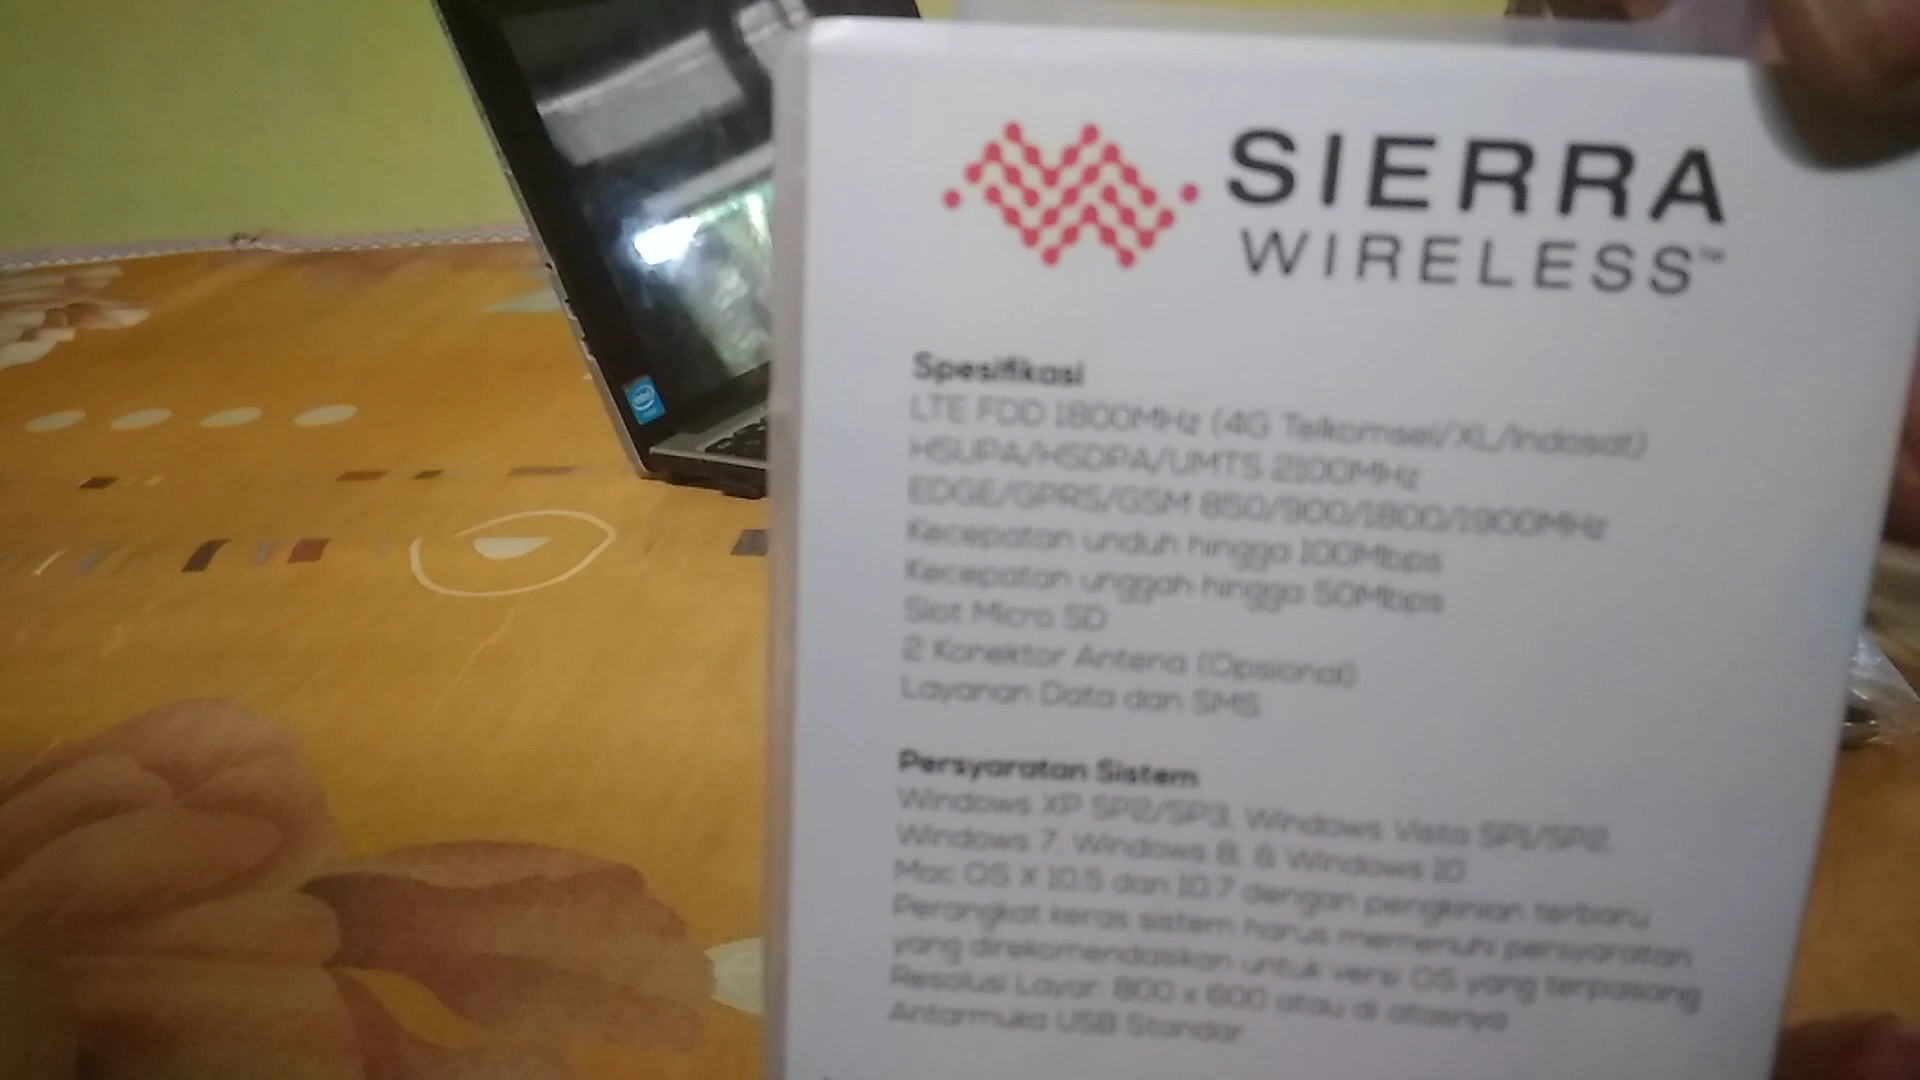 SIERRA
WIRELESS™
Spesifikasi
LTE FDD 1800MHz (4G Telkomsel/XL/Indosat)
HSUPA/HSDPA/UMTS 2100MHz
EDGE/GPRS/GSM 850/900/1800/1900MHz
Kecepatan unduh hingga 100Mbps
Kecepatan unggah hingga 50Mbps
Slot Micro SD
2 Konektor Antena (Opsional)
Layanan Data dan SMS
Persyaratan Sistem
Windows XP SP2/SP3, Windows Vista SP1/SP2,
Windows 7, Windows 8, & Windows 10
Mac OS X 10.5 dan 10.7 dengan pengkinian terbaru
Perangkat keras sistem harus memenuhi persyaratan
yang direkomendasikan untuk versi OS yang terpasang
Resolusi Layar: 800 x 600 atau di atasnya
Antarmuka USB Standar
intel